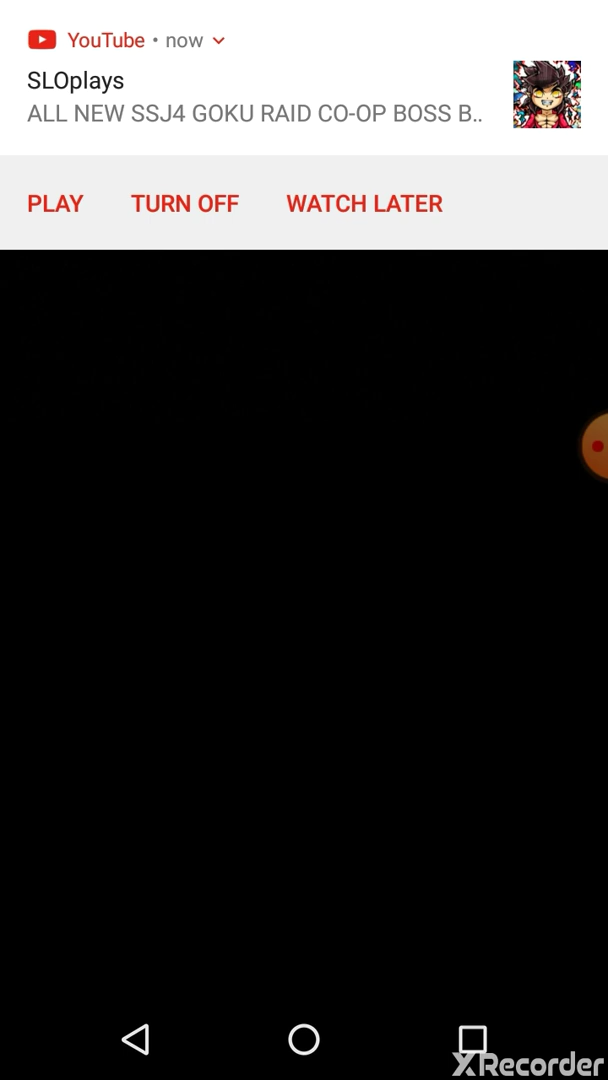 YouTube • now
SLOplays
ALL NEW SSJ4 GOKU RAID CO-OP BOSS B..
PLAY TURN OFF WATCH LATER
XRecorder